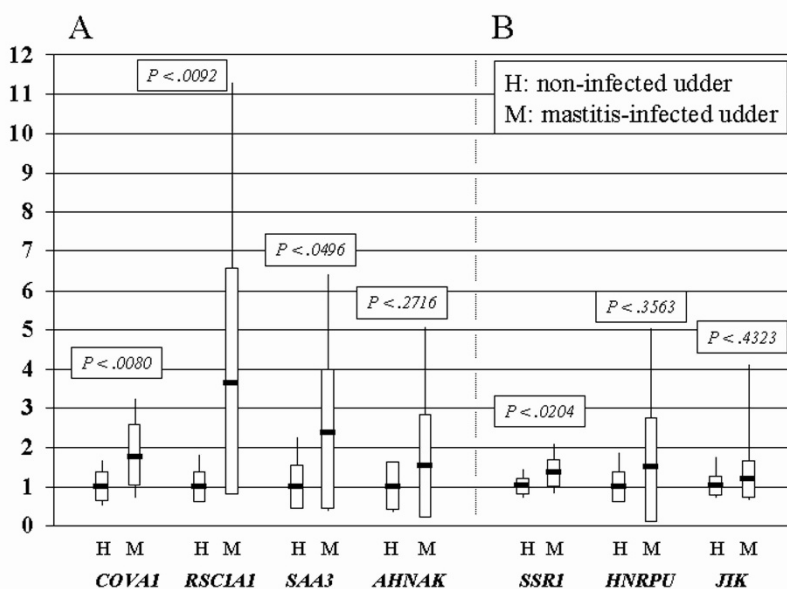 A B
12
11
10
9
8
7
6
5
4
3
2
1
0
H: non-infected udder
M: mastitis-infected udder
P < .0092
P < .0496
P < .2716
P < .3563
P < .4323
P < .0080
P < .0204
H M H M H M H M H M H M H M
COVA1 RSC1A1 SAA3 AHNAK SSR1 HNRPU JIK